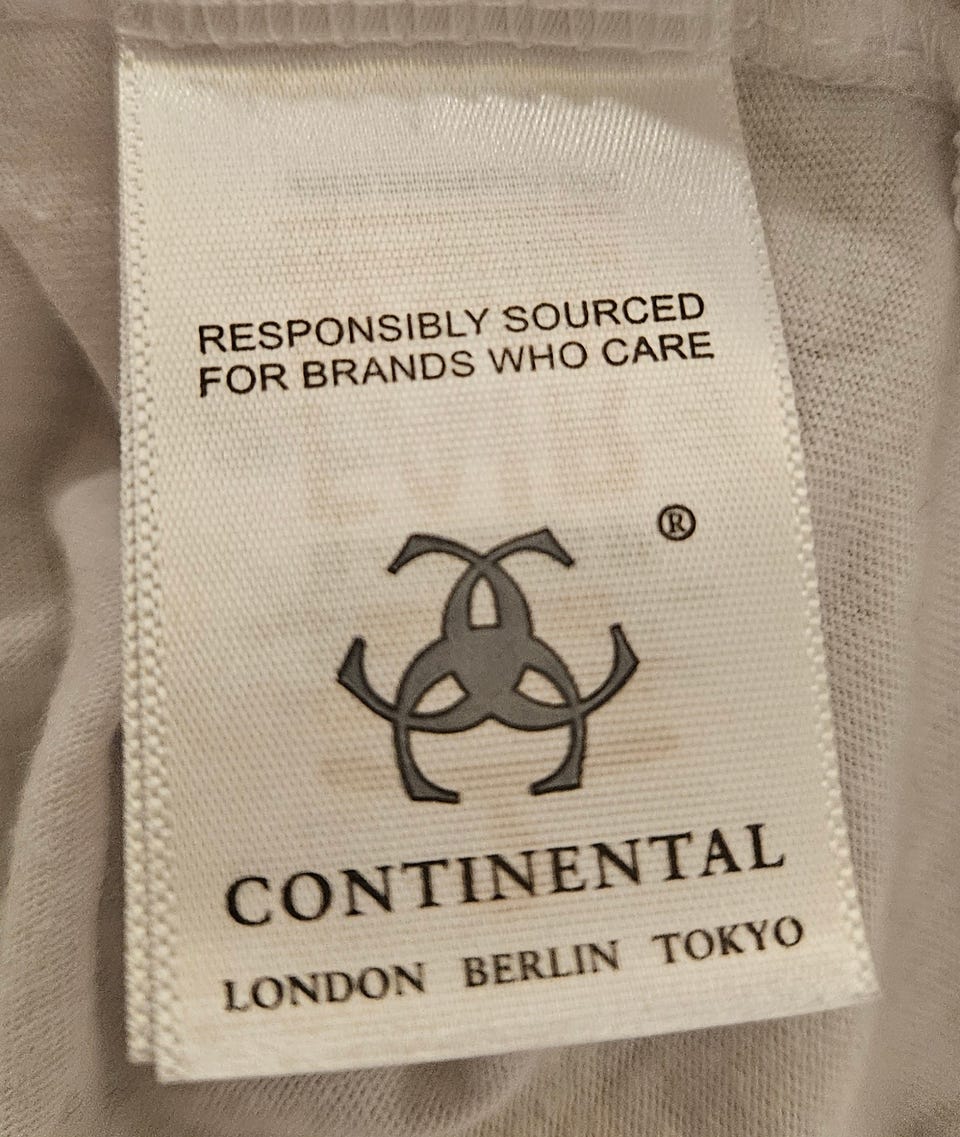 RESPONSIBLY SOURCED
FOR BRANDS WHO CARE
®
CONTINENTAL
LONDON BERLIN TOKYO